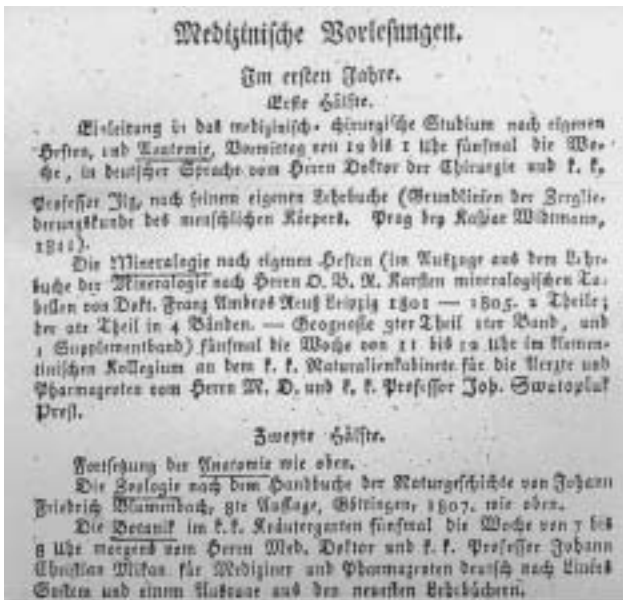 Medizinische Vorlesungen.
Im ersten Jahre.
Erste Hälfte.
Einleitung in das medizinisch-chirurgische Studium nach eigenen
Heften, und Anatomie, Vormittag von 12 bis 1 Uhr fünfmal die Wo-
che, in deutscher Sprache vom Herrn Doktor der Chirurgie und k. k.
Professor Ilg, nach seinem eigenen Lehrbuche (Grundlinien der Zerglie-
derungskunde des menschlichen Körpers. Prag bey Kaspar Widtmann,
Die Mineralogie nach eigenen Heften (im Auszuge aus dem Lehr-
buche der Mineralogie nach Herrn D. L. G. Karsten mineralogischen Ta-
bellen von Dokt. Franz Ambros Reuß Leipzig 1801 — 1805. 2 Theile;
der 2te Theil in 4 Bänden. — Geognosie 3ter Theil 1ter Band, und
1 Supplementband) fünfmal die Woche von 11 bis 12 Uhr im klemen-
tinischen Kollegium an dem k. k. Naturalienkabinete für die Aerzte und
Pharmazeuten vom Herrn M. D. und k. k. Professor Joh. Swatopluk
Presl.
Zweyte Hälfte.
Fortsetzung der Anatomie wie oben.
Die Zoologie nach dem Handbuche der Naturgeschichte von Johann
Friedrich Blumenbach, 8te Auflage, Göttingen, 1807. wie oben.
Die Botanik im k. k. Kräutergarten fünfmal die Woche von 7 bis
8 Uhr morgens vom Herrn Med. Doktor und k. k. Professor Johann
Christian Mikan für Mediziner und Pharmazeuten deutsch nach Linées
System und einem Auszuge aus den neuesten Lehrbüchern.